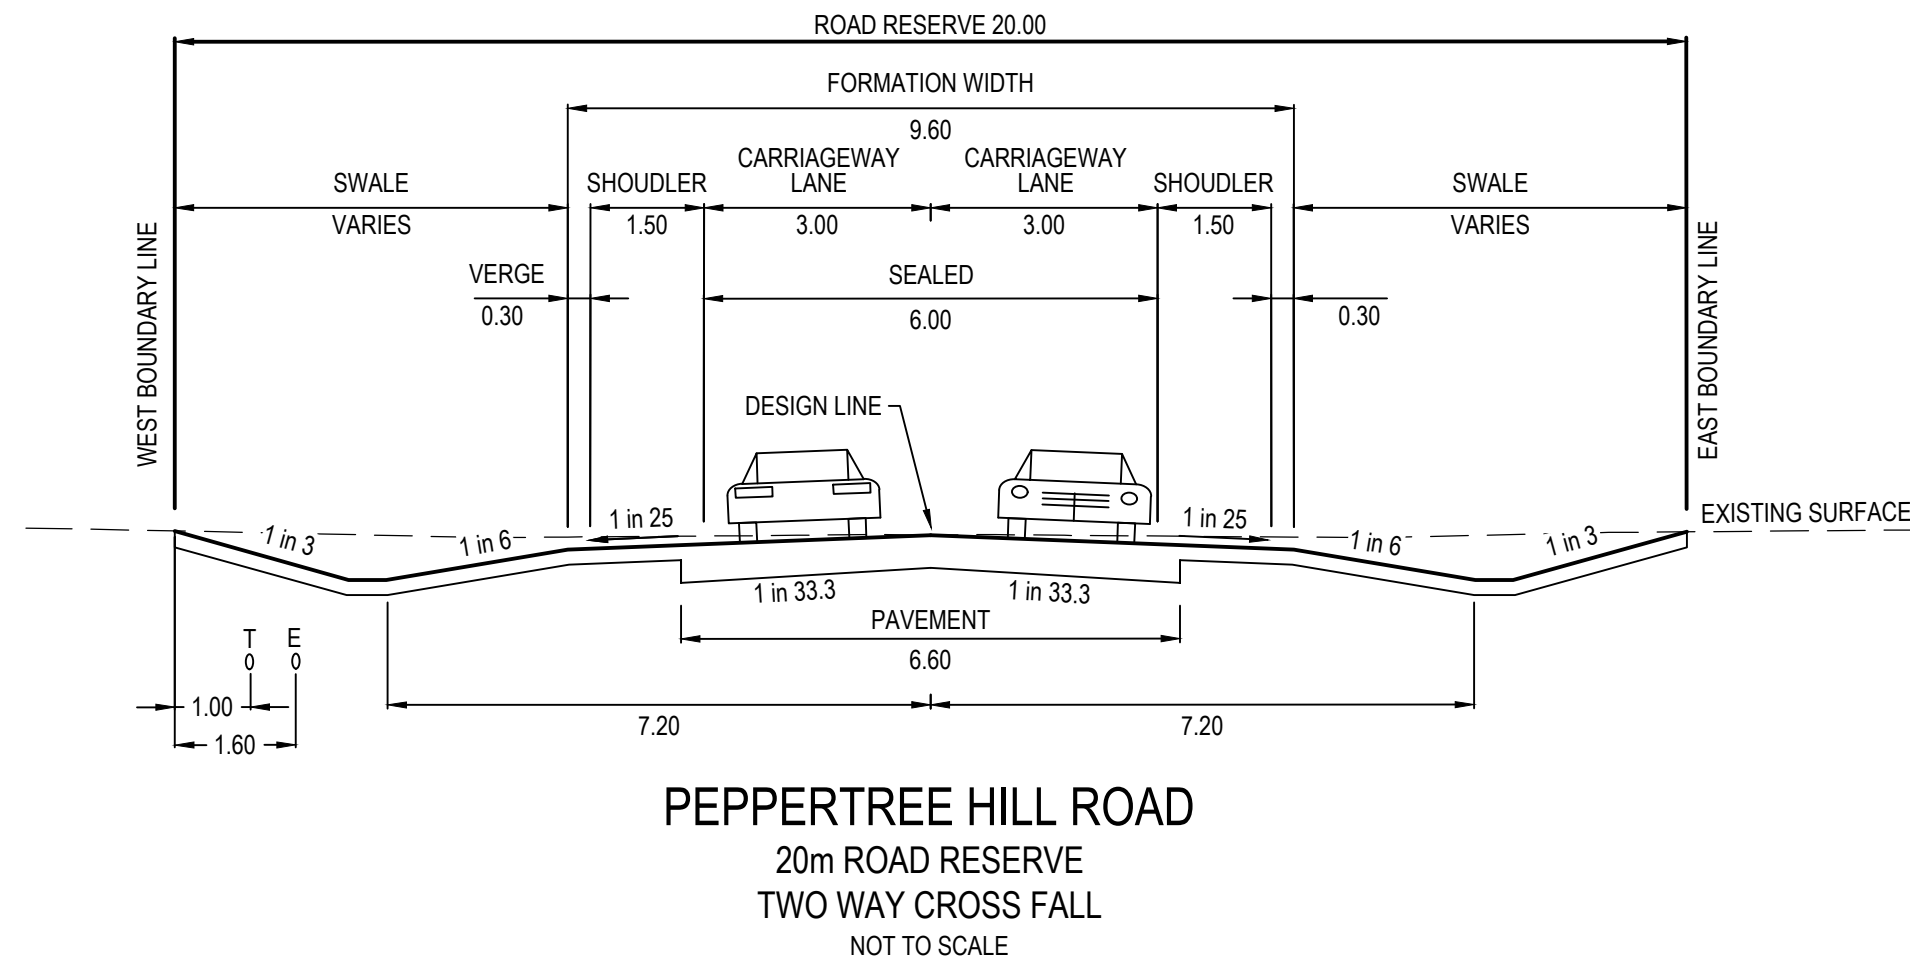 ROAD RESERVE 20.00
FORMATION WIDTH
9.60
SWALE
VARIES
SHOUDLER
1.50
CARRIAGEWAY
LANE
3.00
CARRIAGEWAY
LANE
3.00
SHOUDLER
1.50
SWALE
VARIES
VERGE
0.30
SEALED
6.00
0.30
WEST BOUNDARY LINE
EAST BOUNDARY LINE
DESIGN LINE
EXISTING SURFACE
1 in 3
1 in 6
1 in 25
1 in 25
1 in 6
1 in 3
1 in 33.3
1 in 33.3
PAVEMENT
6.60
T
E
1.00
1.60
7.20
7.20
PEPPERTREE HILL ROAD
20m ROAD RESERVE
TWO WAY CROSS FALL
NOT TO SCALE